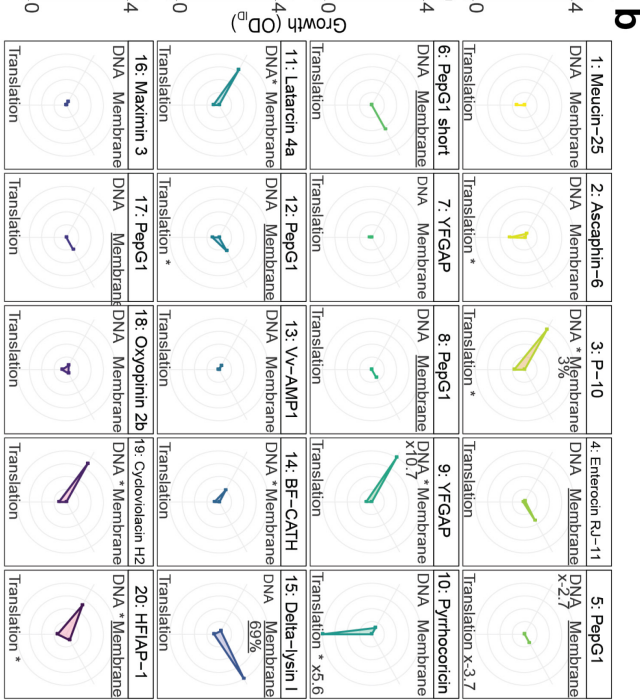 b
4
0
4
0
4
0
4
0
Growth (ODID)
1: Meucin−25
DNA Membrane
Translation
2: Ascaphin−6
DNA Membrane
Translation *
3: P−10
DNA * Membrane
3%
Translation *
4: Enterocin RJ−11
DNA Membrane
Translation
5: PepG1
DNA Membrane
x-2.7
Translation x-3.7
6: PepG1 short
DNA Membrane
Translation
7: YFGAP
DNA Membrane
Translation
8: PepG1
DNA Membrane
Translation
9: YFGAP
DNA * Membrane
x10.7
Translation
10: Pyrrhocoricin
DNA Membrane
Translation * x5.6
11: Latarcin 4a
DNA* Membrane
Translation
12: PepG1
DNA Membrane
Translation *
13: Vv−AMP1
DNA Membrane
Translation
14: BF−CATH
DNA * Membrane
Translation
15: Delta−lysin I
DNA Membrane
69%
Translation
16: Maximin 3
DNA Membrane
Translation
17: PepG1
DNA Membrane
Translation
18: Oxyopinin 2b
DNA Membrane
Translation
19: Cycloviolacin H2
DNA * Membrane
Translation
20: HFIAP−1
DNA * Membrane
Translation *